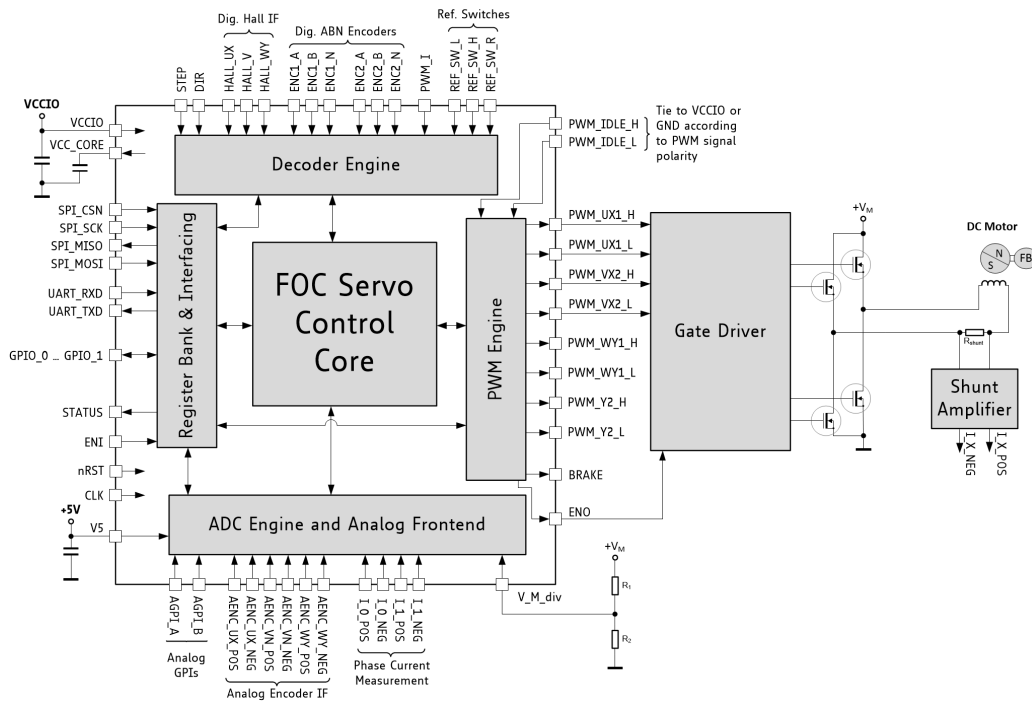 Dig. Hall IF
Dig. ABN Encoders
Ref. Switches
STEP
DIR
HALL_UX
HALL_V
HALL_WY
ENC1_A
ENC1_B
ENC1_N
ENC2_A
ENC2_B
ENC2_N
PWM_I
REF_SW_L
REF_SW_H
REF_SW_R
VCCIO
VCCIO
VCC_CORE
Decoder Engine
PWM_IDLE_H
PWM_IDLE_L
Tie to VCCIO or
GND according
to PWM signal
polarity
SPI_CSN
SPI_SCK
SPI_MISO
SPI_MOSI
UART_RXD
UART_TXD
GPIO_0 ... GPIO_1
STATUS
ENI
nRST
CLK
+5V
V5
Register Bank & Interfacing
FOC Servo
Control
Core
PWM Engine
PWM_UX1_H
PWM_UX1_L
PWM_VX2_H
PWM_VX2_L
PWM_WY1_H
PWM_WY1_L
PWM_Y2_H
PWM_Y2_L
BRAKE
ENO
Gate Driver
+VM
DC Motor
N
S
FB
Rshunt
Shunt
Amplifier
I_X_NEG
I_X_POS
ADC Engine and Analog Frontend
AGPI_A
AGPI_B
AENC_UX_POS
AENC_UX_NEG
AENC_VN_POS
AENC_VN_NEG
AENC_WY_POS
AENC_WY_NEG
I_0_POS
I_0_NEG
I_1_POS
I_1_NEG
V_M_div
+VM
R1
R2
Analog
GPIs
Analog Encoder IF
Phase Current
Measurement